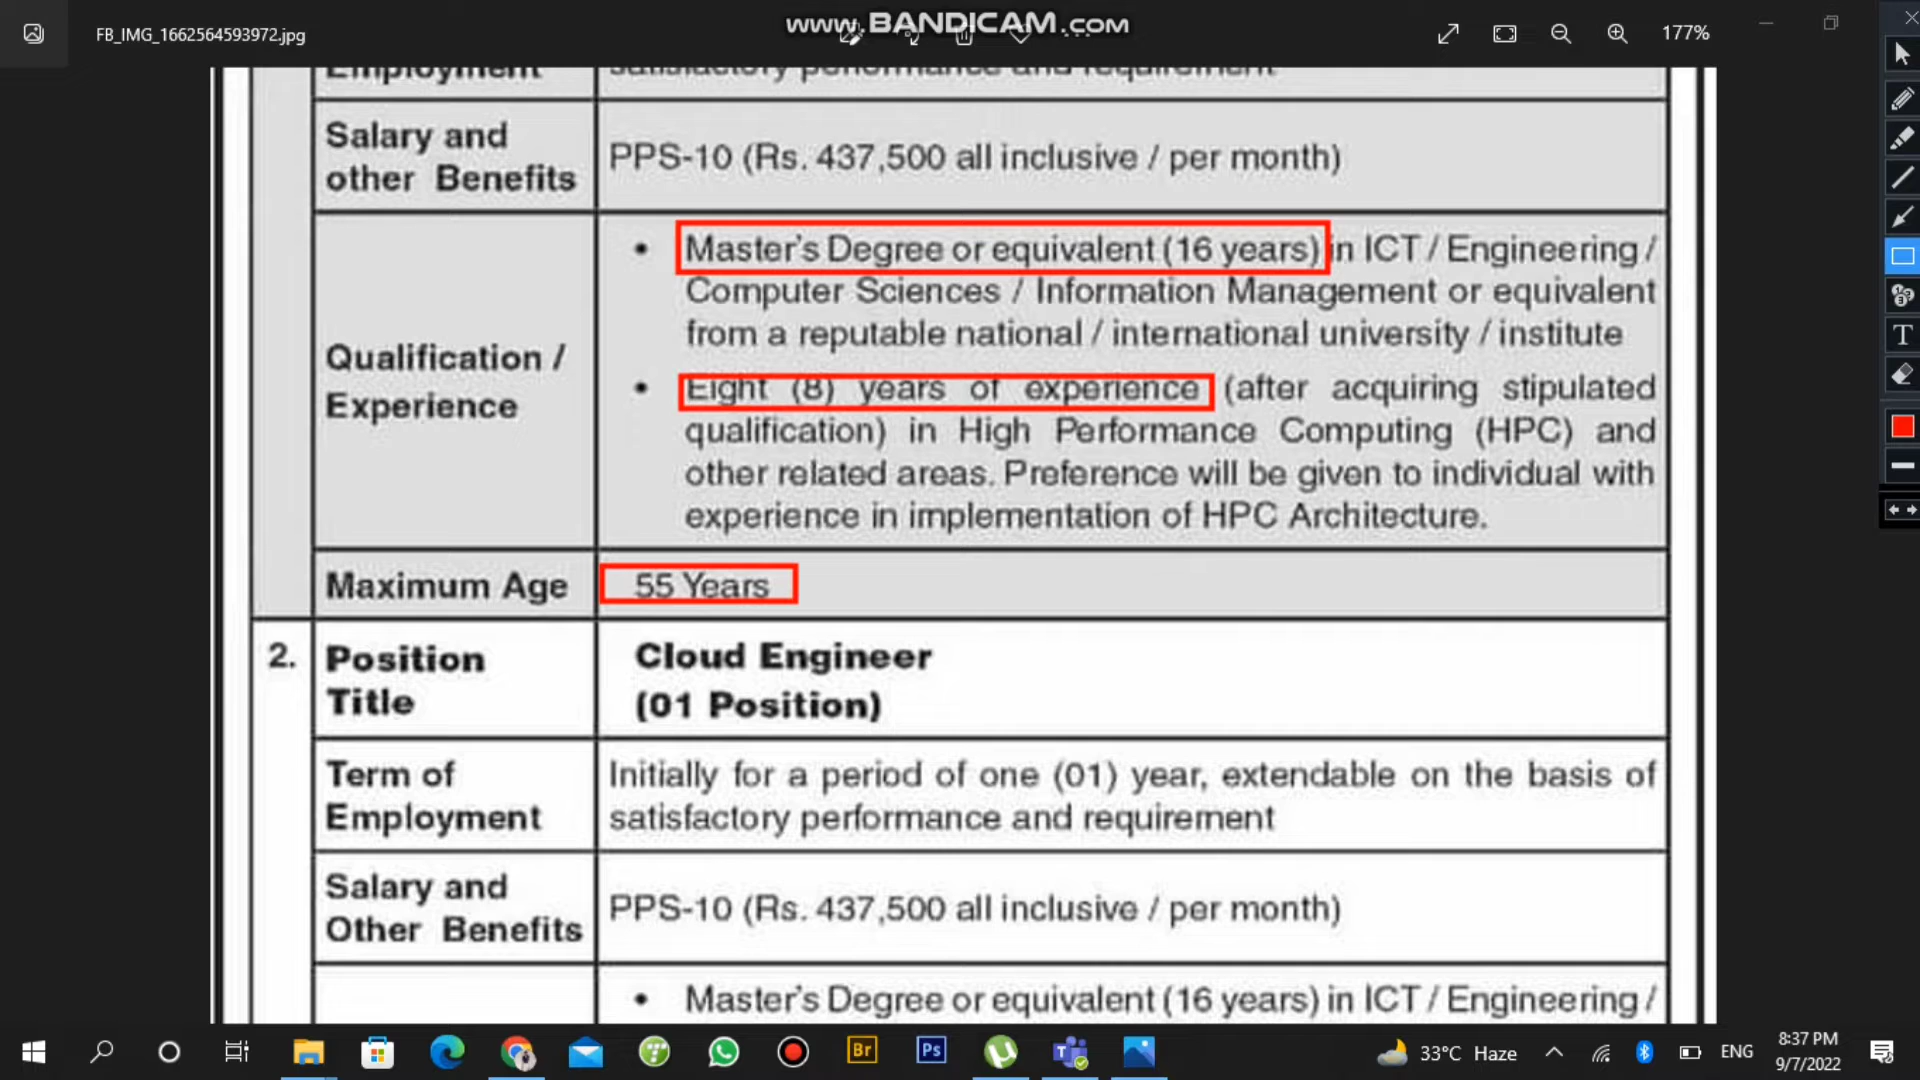 www.BANDICAM.com
FB_IMG_1662564593972.jpg
177%
Employment
satisfactory performance and requirement
Salary and
other Benefits
PPS-10 (Rs. 437,500 all inclusive / per month)
Qualification /
Experience
• Master's Degree or equivalent (16 years) in ICT / Engineering /
Computer Sciences / Information Management or equivalent
from a reputable national / international university / institute
• Eight (8) years of experience (after acquiring stipulated
qualification) in High Performance Computing (HPC) and
other related areas. Preference will be given to individual with
experience in implementation of HPC Architecture.
Maximum Age
55 Years
2.
Position
Title
Cloud Engineer
(01 Position)
Term of
Employment
Initially for a period of one (01) year, extendable on the basis of
satisfactory performance and requirement
Salary and
Other Benefits
PPS-10 (Rs. 437,500 all inclusive / per month)
• Master's Degree or equivalent (16 years) in ICT / Engineering /
T
Br
Ps
33°C Haze
ENG
8:37 PM
9/7/2022